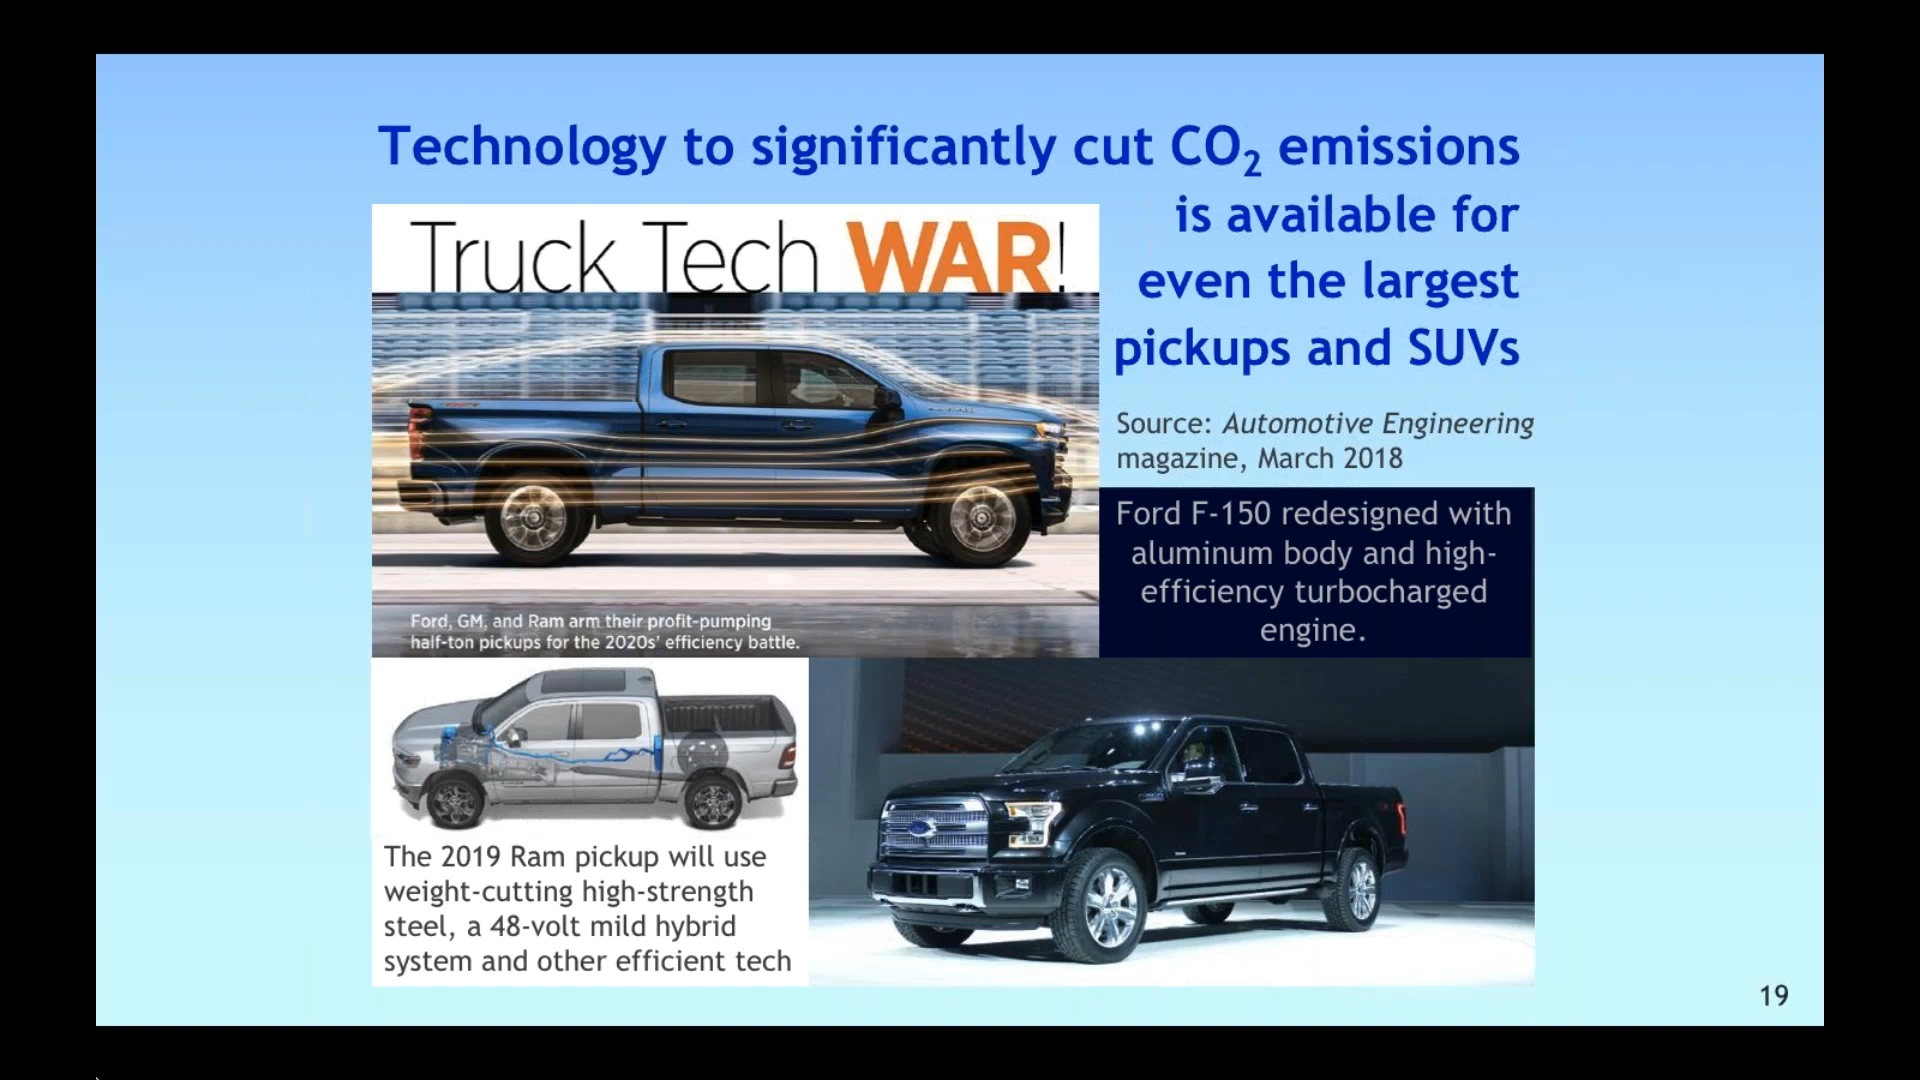 Technology to significantly cut CO₂ emissions
is available for
even the largest
pickups and SUVs
Truck Tech WAR!
Ford, GM, and Ram arm their profit-pumping
half-ton pickups for the 2020s' efficiency battle.
Source: Automotive Engineering
magazine, March 2018
Ford F-150 redesigned with
aluminum body and high-
efficiency turbocharged
engine.
The 2019 Ram pickup will use
weight-cutting high-strength
steel, a 48-volt mild hybrid
system and other efficient tech
19